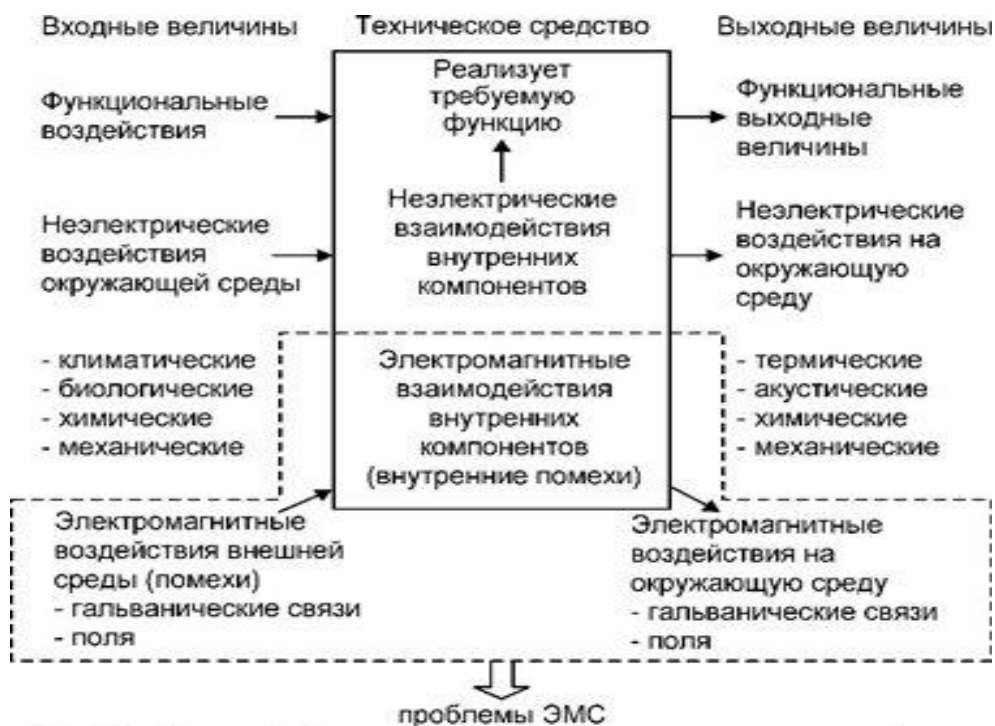 Входные величины
Техническое средство
Выходные величины
Функциональные
воздействия
Реализует
требуемую
функцию
Функциональные
выходные
величины
Неэлектрические
воздействия
окружающей среды
Неэлектрические
взаимодействия
внутренних
компонентов
Неэлектрические
воздействия на
окружающую
среду
- климатические
- биологические
- химические
- механические
Электромагнитные
взаимодействия
внутренних
компонентов
(внутренние помехи)
- термические
- акустические
- химические
- механические
Электромагнитные
воздействия внешней
среды (помехи)
- гальванические связи
- поля
Электромагнитные
воздействия на
окружающую среду
- гальванические связи
- поля
проблемы ЭМС